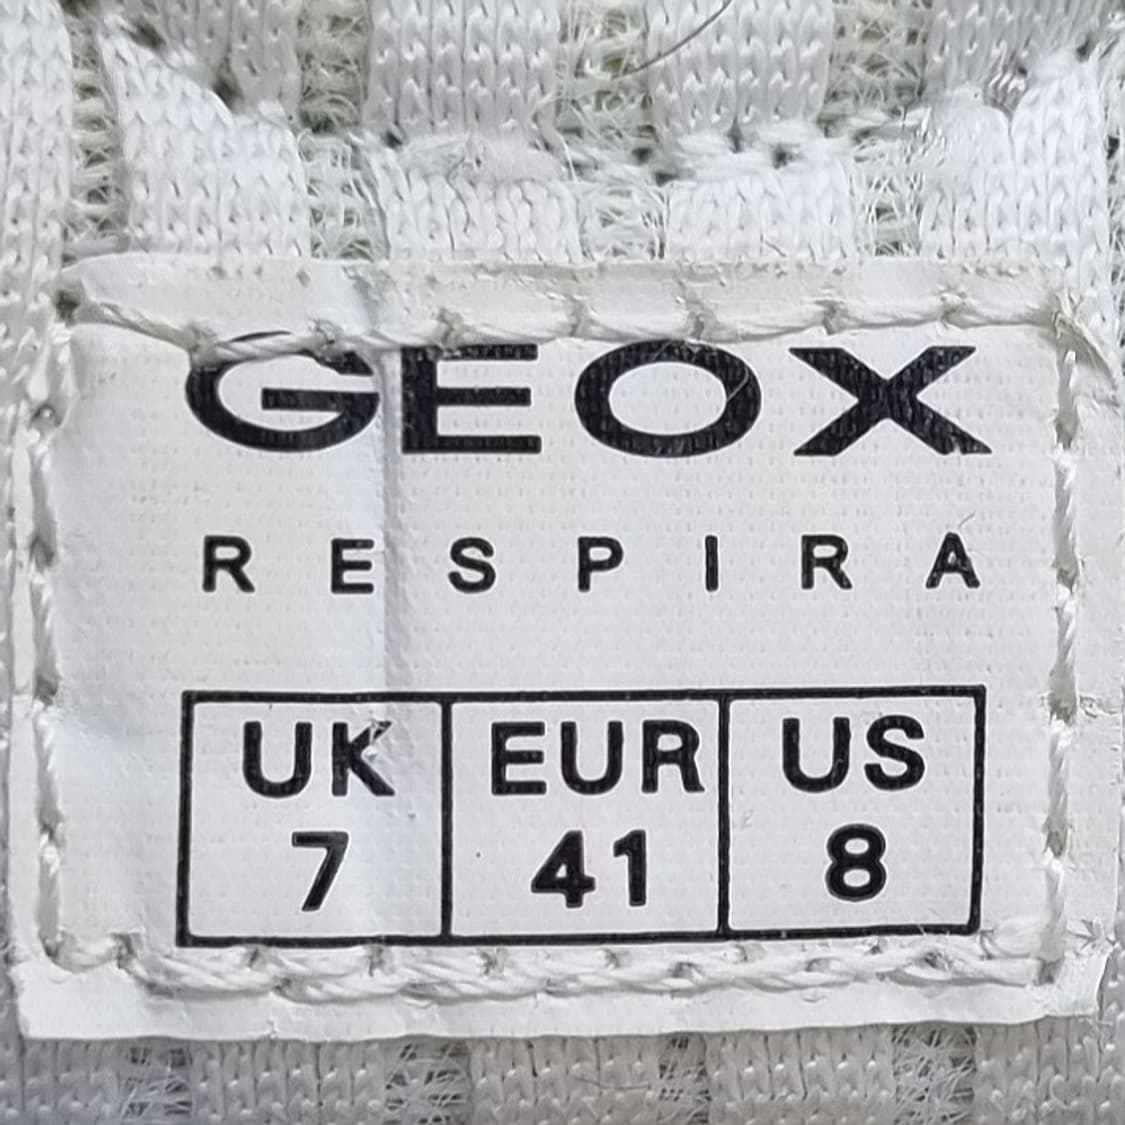 GEOX
RESPIRA
UK EUR US
7 41 8